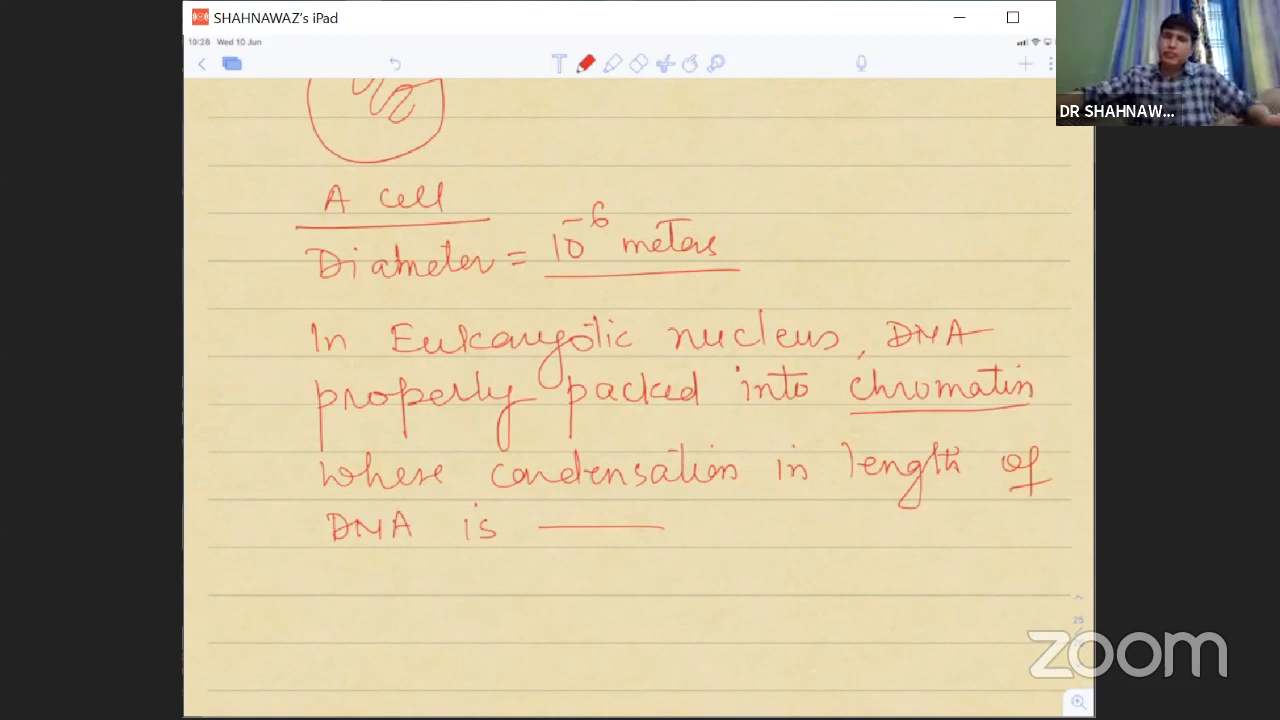 SHAHNAWAZ's iPad
10:28 Wed 10 Jun
DR SHAHNAW...
A cell
Diameter = 10⁻⁶ meters
In Eukaryotic nucleus, DNA
properly packed into chromatin
where condensation in length of
DNA is
25
zoom